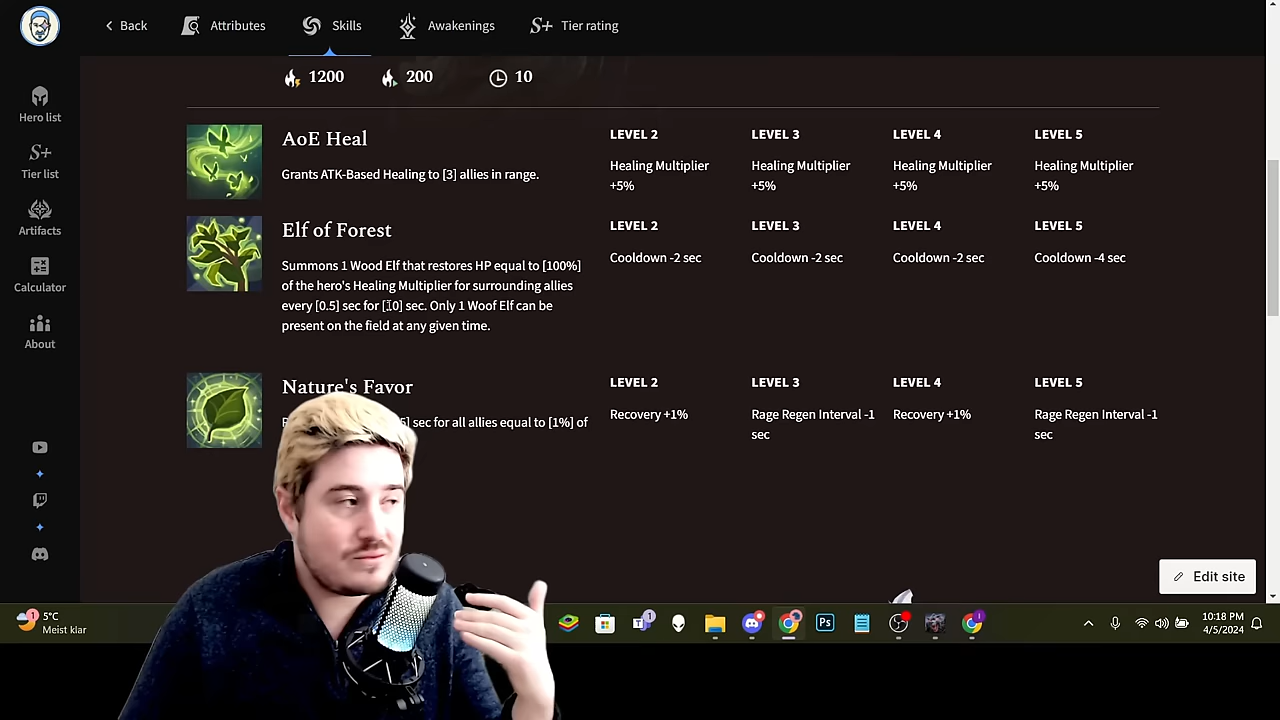 Back
Attributes
Skills
Awakenings
S+ Tier rating
1200
200
10
Hero list
S+
Tier list
Artifacts
Calculator
About
AoE Heal
Grants ATK-Based Healing to [3] allies in range.
LEVEL 2
Healing Multiplier
+5%
LEVEL 3
Healing Multiplier
+5%
LEVEL 4
Healing Multiplier
+5%
LEVEL 5
Healing Multiplier
+5%
Elf of Forest
Summons 1 Wood Elf that restores HP equal to [100%]
of the hero's Healing Multiplier for surrounding allies
every [0.5] sec for [10] sec. Only 1 Woof Elf can be
present on the field at any given time.
LEVEL 2
Cooldown -2 sec
LEVEL 3
Cooldown -2 sec
LEVEL 4
Cooldown -2 sec
LEVEL 5
Cooldown -4 sec
Nature's Favor
sec for all allies equal to [1%] of
LEVEL 2
Recovery +1%
LEVEL 3
Rage Regen Interval -1
sec
LEVEL 4
Recovery +1%
LEVEL 5
Rage Regen Interval -1
sec
Edit site
1
5°C
Meist klar
1
Ps
1
10:18 PM
4/5/2024